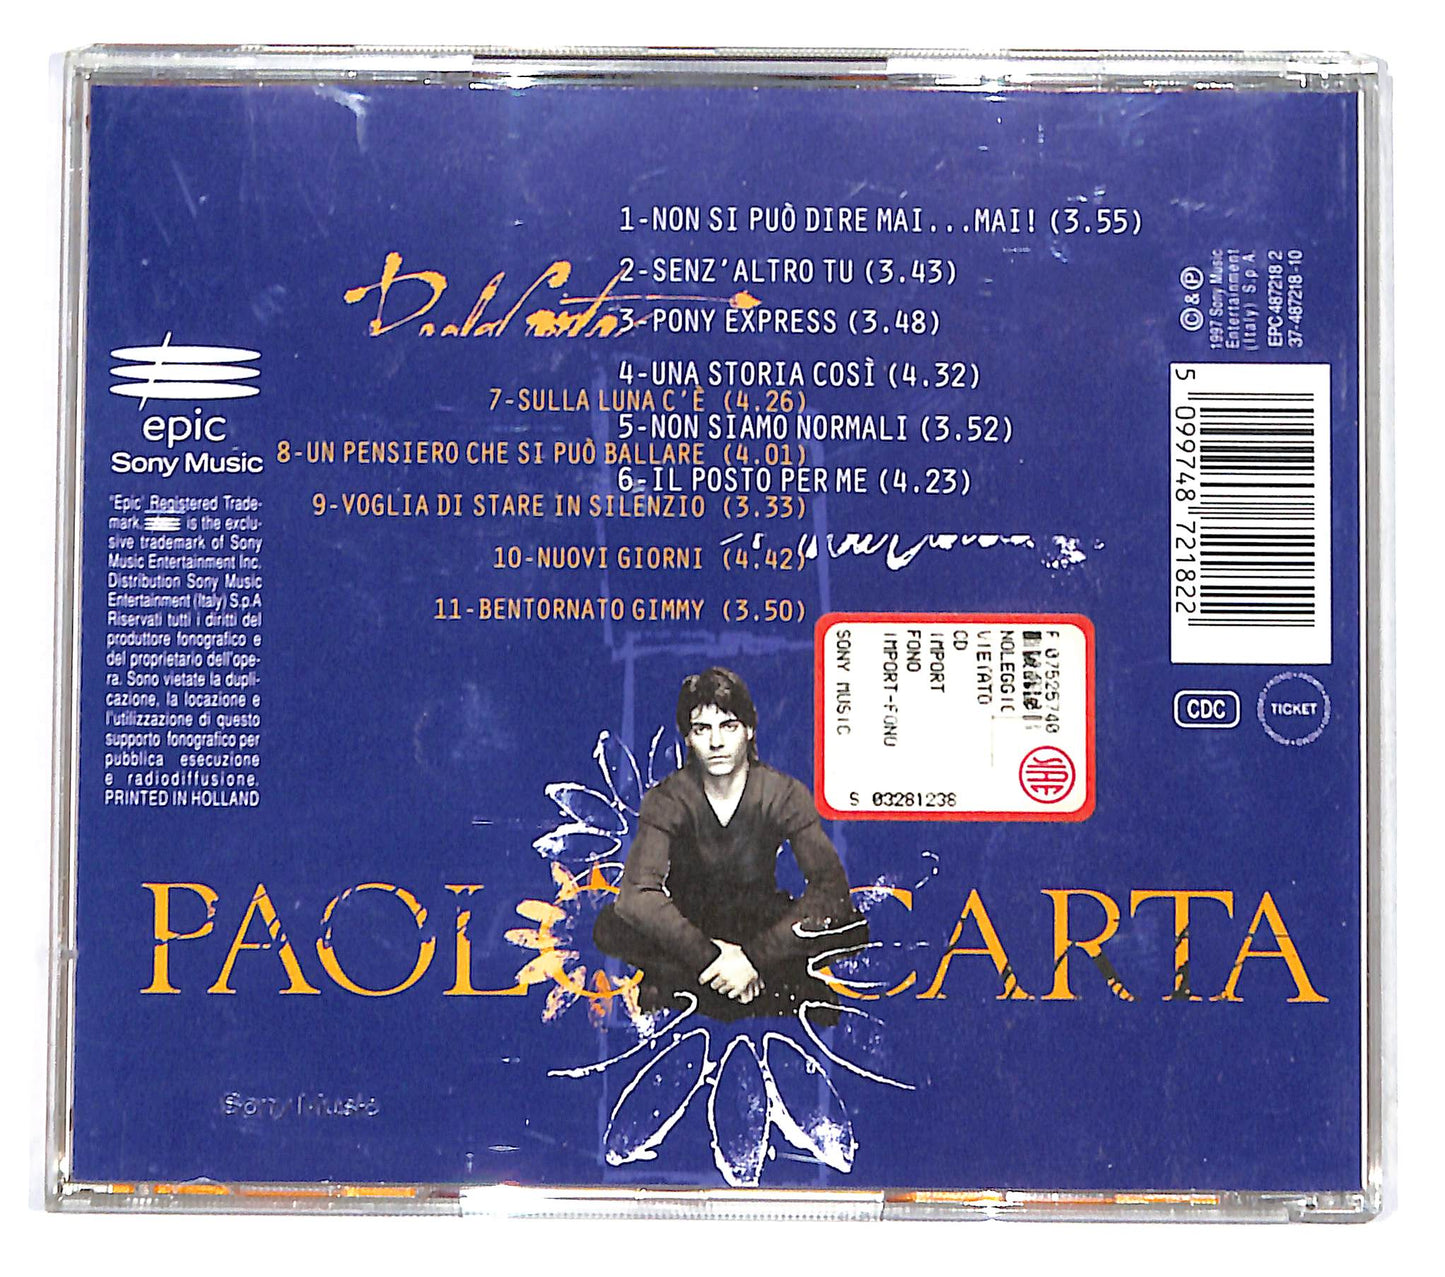 1-NON SI PUÒ DIRE MAI...MAI! (3.55)
2-SENZ'ALTRO TU (3.43)
3-PONY EXPRESS (3.48)
4-UNA STORIA COSÌ (4.32)
5-NON SIAMO NORMALI (3.52)
6-IL POSTO PER ME (4.23)
7-SULLA LUNA C'È (4.26)
8-UN PENSIERO CHE SI PUÒ BALLARE (4.01)
9-VOGLIA DI STARE IN SILENZIO (3.33)
10-NUOVI GIORNI (4.42)
11-BENTORNATO GIMMY (3.50)
Paolo Carta
epic
Sony Music
"Epic" Registered Trade-
mark, is the exclu-
sive trademark of Sony
Music Entertainment Inc.
Distribution Sony Music
Entertainment (Italy) S.p.A
Riservati tutti i diritti del
produttore fonografico e
del proprietario dell'ope-
ra. Sono vietate la dupli-
cazione, la locazione e
l'utilizzazione di questo
supporto fonografico per
pubblica esecuzione
e radiodiffusione.
PRINTED IN HOLLAND
© & ℗
1997 Sony Music
Entertainment
(Italy) S.p.A.
EPC 487218 2
37-487218-10
5 099748 721822
CDC
TICKET
F 07525740
NOLEGGIO
VIETATO
CD
IMPORT
FONO
IMPORT-FONO
SONY MUSIC
SIAE
S 03281238
PAOLO CARTA
Sony Music